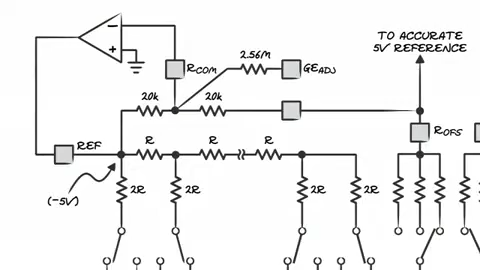 TO ACCURATE
5V REFERENCE
-
+
RCOM
2.56M
GEADJ
20k
20k
ROFS
REF
R
R
R
(-5V)
2R
2R
2R
2R